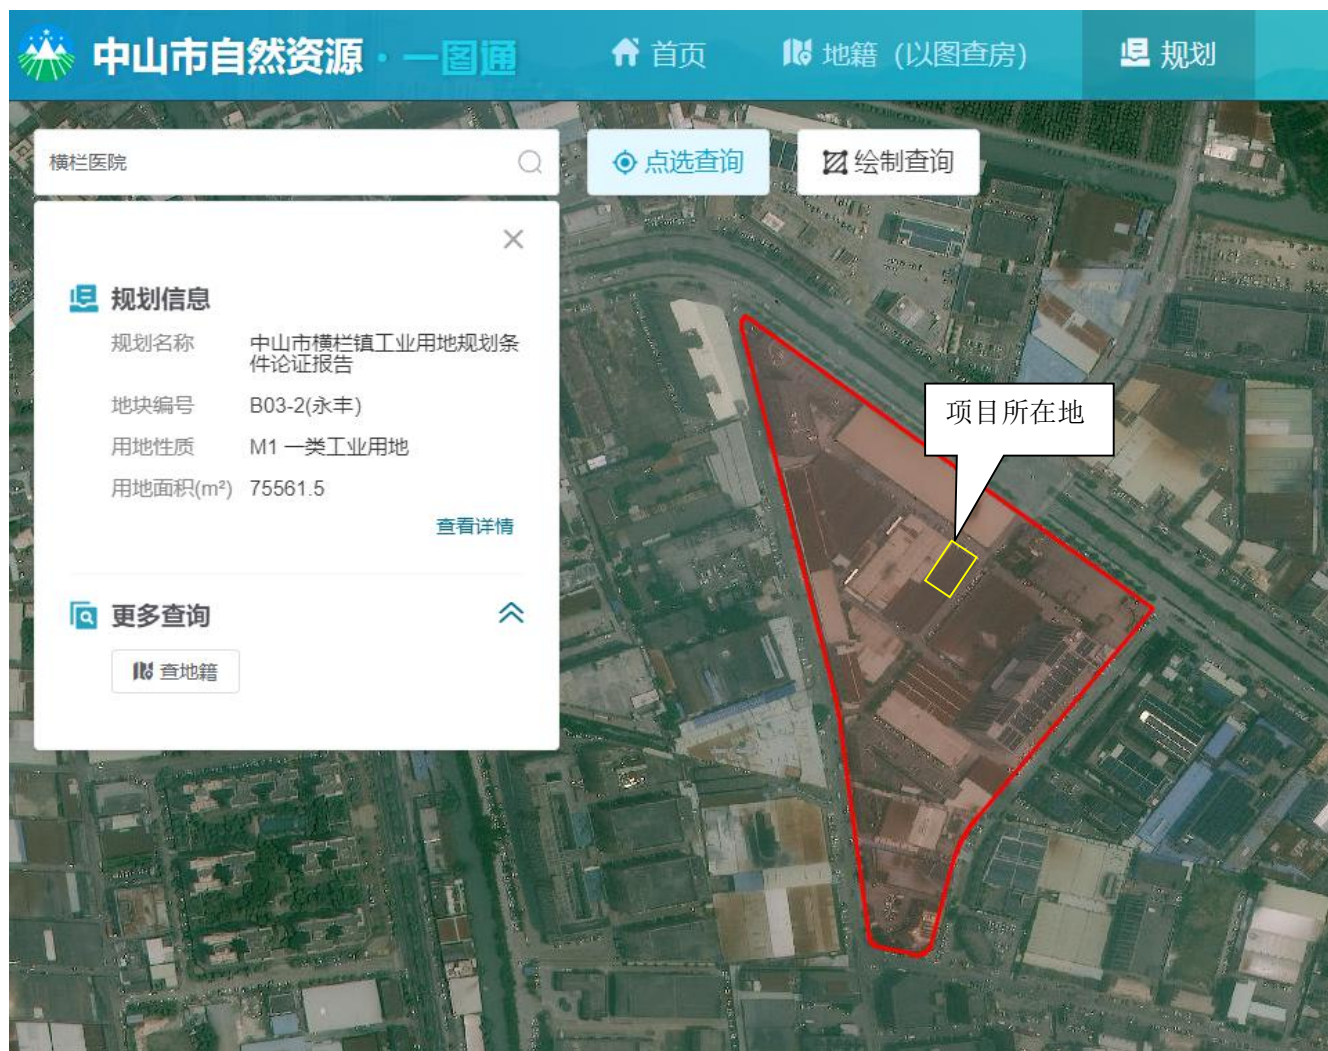 中山市自然资源·一图通
首页
地籍（以图查房）
规划
横栏医院
点选查询
绘制查询
规划信息
规划名称 中山市横栏镇工业用地规划条
件论证报告
地块编号 B03-2(永丰)
用地性质 M1 一类工业用地
用地面积(m²) 75561.5
查看详情
更多查询
查地籍
项目所在地